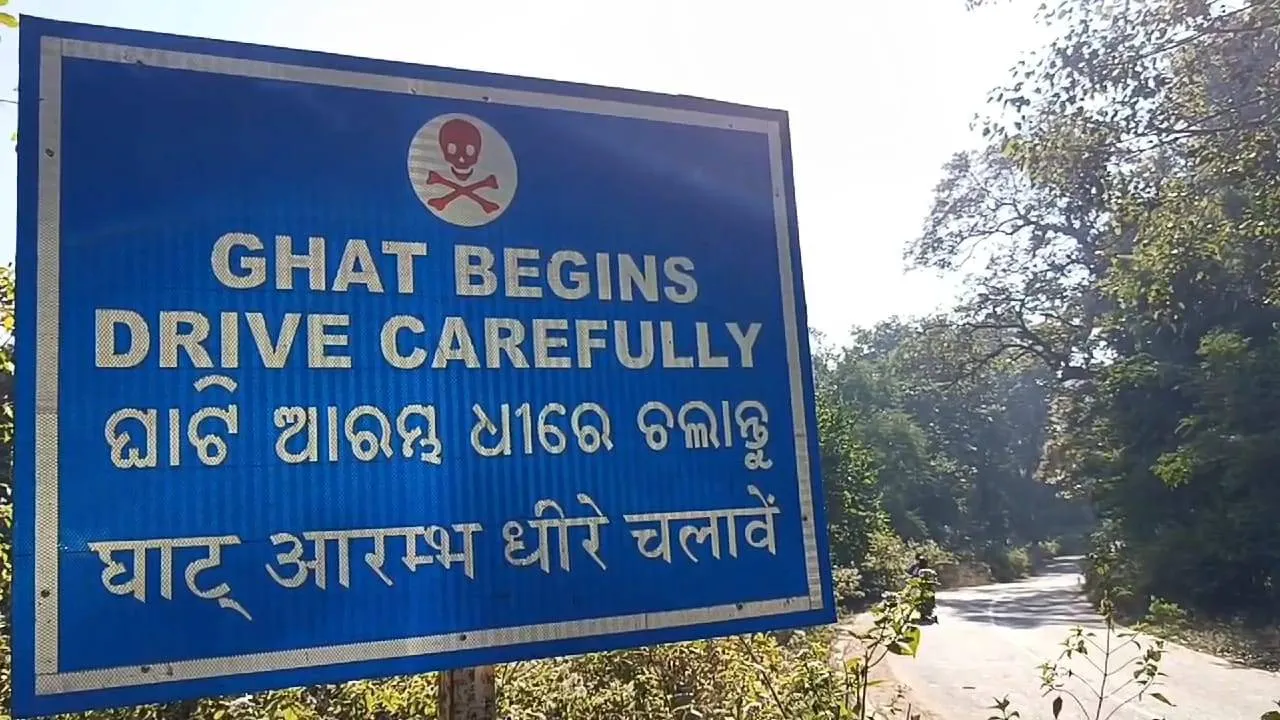 GHAT BEGINS
DRIVE CAREFULLY
ଘାଟି ଆରମ୍ଭ ଧୀରେ ଚଲାନ୍ତୁ
घाट् आरम्भ धीरे चलावें